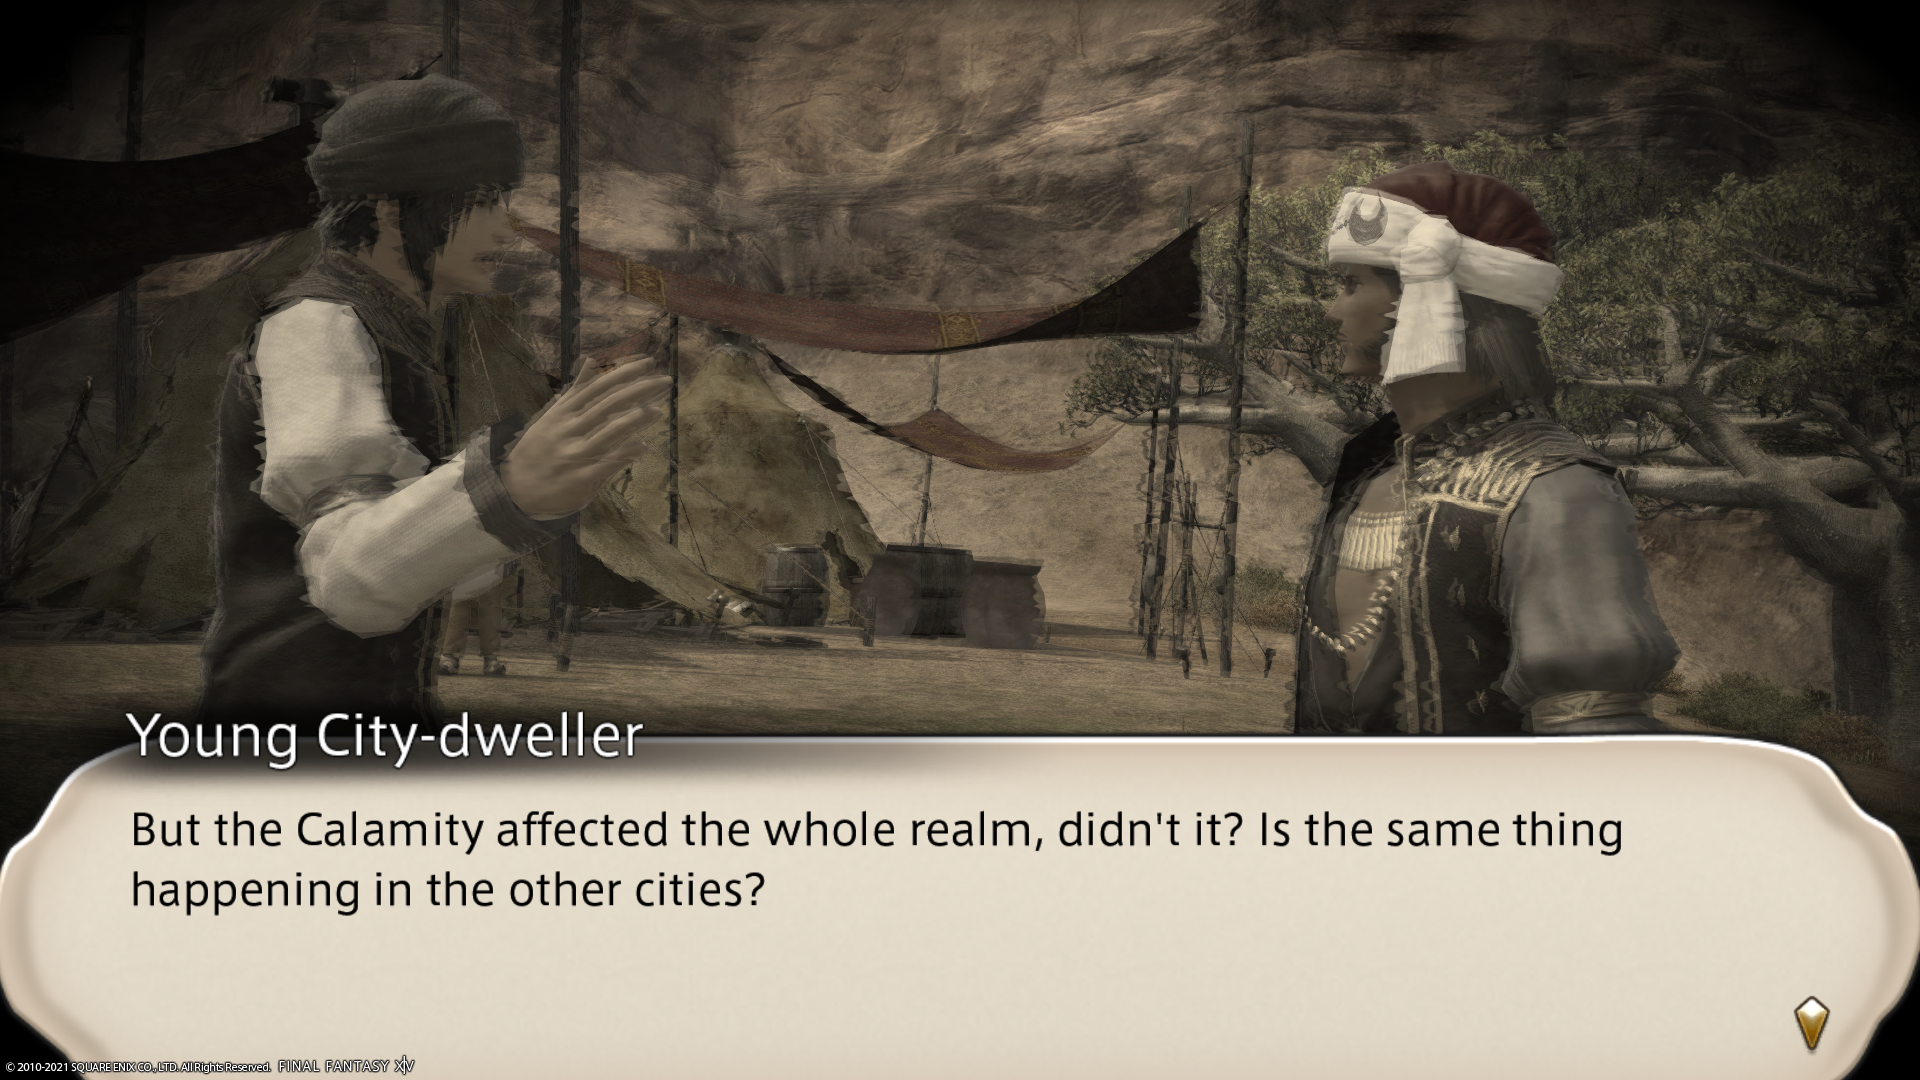 Young City-dweller
But the Calamity affected the whole realm, didn't it? Is the same thing
happening in the other cities?
© 2010-2021 SQUARE ENIX CO., LTD. All Rights Reserved. FINAL FANTASY XIV